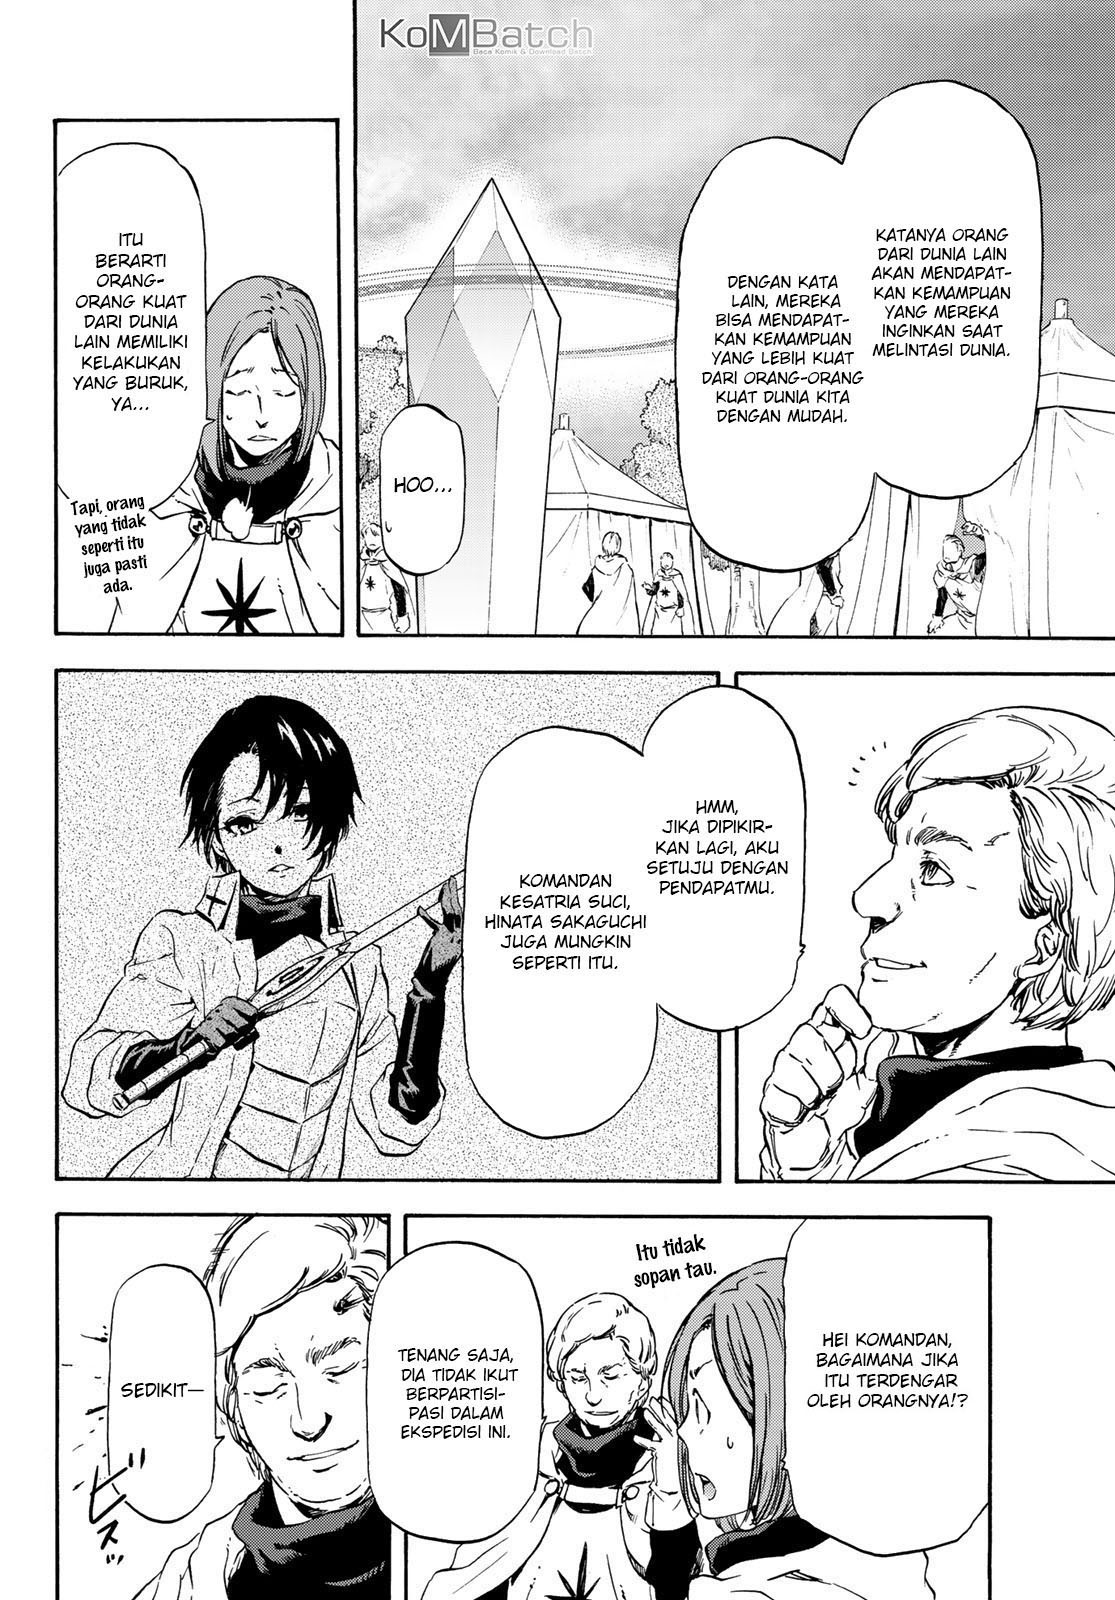 KoMBatch
Baca Komik & Download Batch
KATANYA ORANG
DARI DUNIA LAIN
AKAN MENDAPAT-
KAN KEMAMPUAN
YANG MEREKA
INGINKAN SAAT
MELINTASI DUNIA.
DENGAN KATA
LAIN, MEREKA
BISA MENDAPAT-
KAN KEMAMPUAN
YANG LEBIH KUAT
DARI ORANG-ORANG
KUAT DUNIA KITA
DENGAN MUDAH.
HOO...
ITU
BERARTI
ORANG-
ORANG KUAT
DARI DUNIA
LAIN MEMILIKI
KELAKUKAN
YANG BURUK,
YA...
Tapi, orang
yang tidak
seperti itu
juga pasti
ada.
HMM,
JIKA DIPIKIR-
KAN LAGI, AKU
SETUJU DENGAN
PENDAPATMU.
KOMANDAN
KESATRIA SUCI,
HINATA SAKAGUCHI
JUGA MUNGKIN
SEPERTI ITU.
HEI KOMANDAN,
BAGAIMANA JIKA
ITU TERDENGAR
OLEH ORANGNYA!?
Itu tidak
sopan tau.
TENANG SAJA,
DIA TIDAK IKUT
BERPARTISI-
PASI DALAM
EKSPEDISI INI.
SEDIKIT—
ビスッ